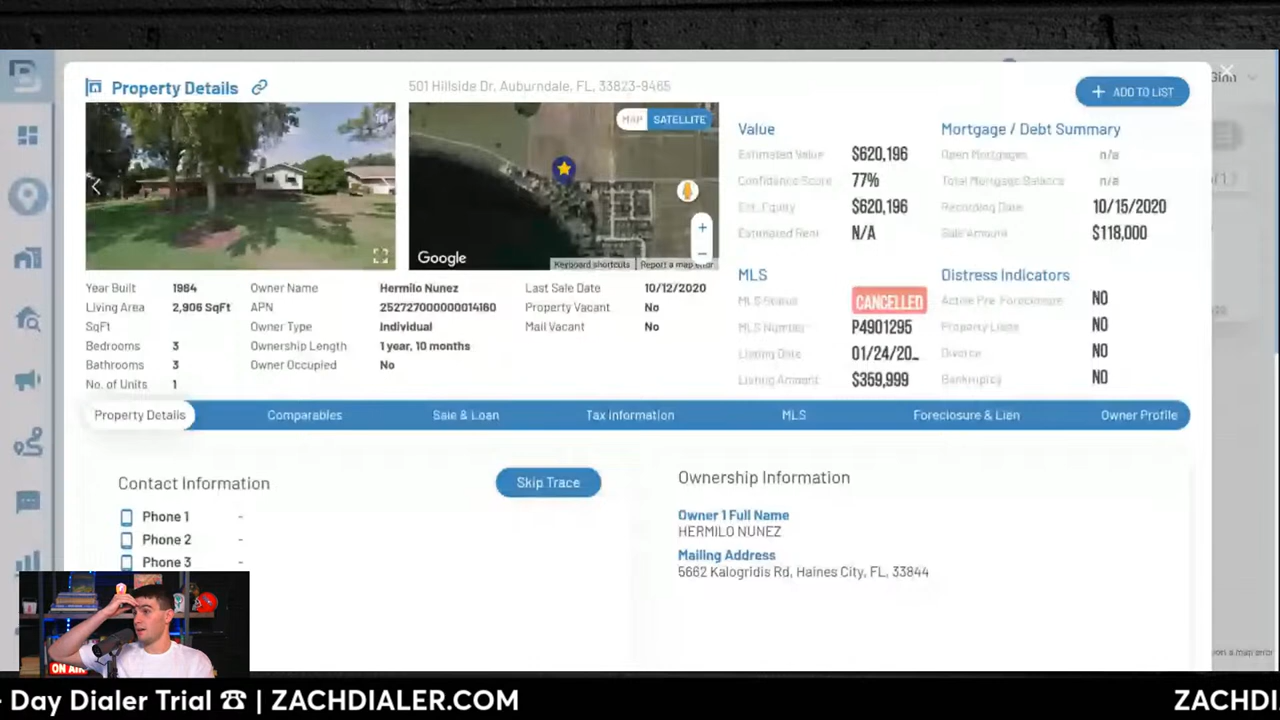 Property Details
501 Hillside Dr, Auburndale, FL, 33823-9465
ADD TO LIST
MAP SATELLITE
Google
Keyboard shortcuts Report a map error
Value
Estimated Value $620,196
Confidence Score 77%
Est. Equity $620,196
Estimated Rent N/A
Mortgage / Debt Summary
Open Mortgages n/a
Total Mortgage Balance n/a
Recording Date 10/15/2020
Sale Amount $118,000
MLS
MLS Status CANCELLED
MLS Number P4901295
Listing Date 01/24/20...
Listing Amount $359,999
Distress Indicators
Active Pre-Foreclosure NO
Property Liens NO
Divorce NO
Bankruptcy NO
Year Built 1984
Living Area 2,906 SqFt
SqFt
Bedrooms 3
Bathrooms 3
No. of Units 1
Owner Name Hermilo Nunez
APN 252727000000014160
Owner Type Individual
Ownership Length 1 year, 10 months
Owner Occupied No
Last Sale Date 10/12/2020
Property Vacant No
Mail Vacant No
Property Details Comparables Sale & Loan Tax information MLS Foreclosure & Lien Owner Profile
Contact Information
Skip Trace
Phone 1 -
Phone 2 -
Phone 3 -
Ownership Information
Owner 1 Full Name
HERMILO NUNEZ
Mailing Address
5662 Kalogridis Rd, Haines City, FL, 33844
ON AIR
Day Dialer Trial ☎ | ZACHDIALER.COM
ZACHDI